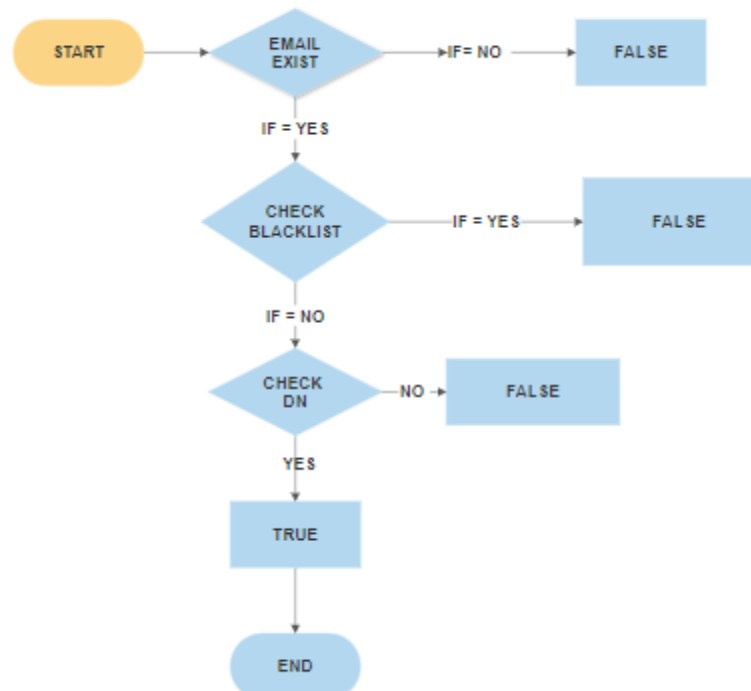 START
EMAIL
EXIST
IF= NO
FALSE
IF = YES
CHECK
BLACKLIST
IF = YES
FALSE
IF = NO
CHECK
DN
NO
FALSE
YES
TRUE
END